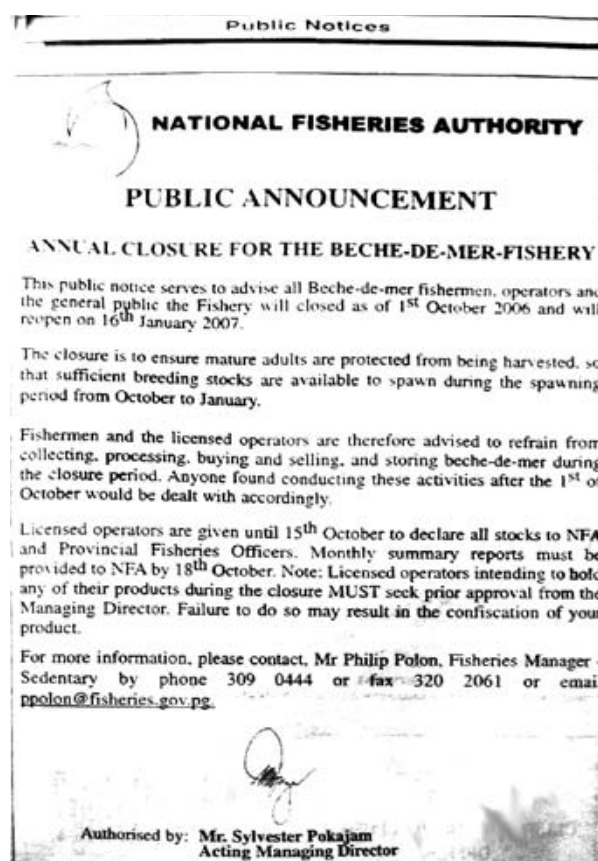 Public Notices
NATIONAL FISHERIES AUTHORITY
PUBLIC ANNOUNCEMENT
ANNUAL CLOSURE FOR THE BECHE-DE-MER-FISHERY
This public notice serves to advise all Beche-de-mer fishermen, operators and
the general public the Fishery will closed as of 1st October 2006 and will
reopen on 16th January 2007.
The closure is to ensure mature adults are protected from being harvested, so
that sufficient breeding stocks are available to spawn during the spawning
period from October to January.
Fishermen and the licensed operators are therefore advised to refrain from
collecting, processing, buying and selling, and storing beche-de-mer during
the closure period. Anyone found conducting these activities after the 1st of
October would be dealt with accordingly.
Licensed operators are given until 15th October to declare all stocks to NFA
and Provincial Fisheries Officers. Monthly summary reports must be
provided to NFA by 18th October. Note: Licensed operators intending to hold
any of their products during the closure MUST seek prior approval from the
Managing Director. Failure to do so may result in the confiscation of your
product.
For more information, please contact, Mr Philip Polon, Fisheries Manager -
Sedentary by phone 309 0444 or fax 320 2061 or email
ppolon@fisheries.gov.pg.
Authorised by: Mr. Sylvester Pokajam
Acting Managing Director